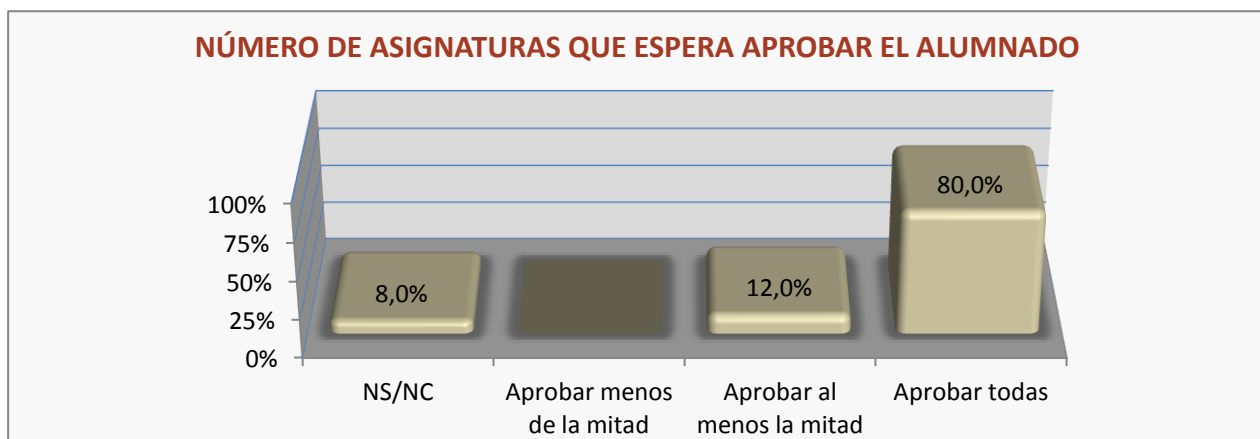 NÚMERO DE ASIGNATURAS QUE ESPERA APROBAR EL ALUMNADO
100%
75%
50%
25%
0%
8,0%
12,0%
80,0%
NS/NC
Aprobar menos
de la mitad
Aprobar al
menos la mitad
Aprobar todas